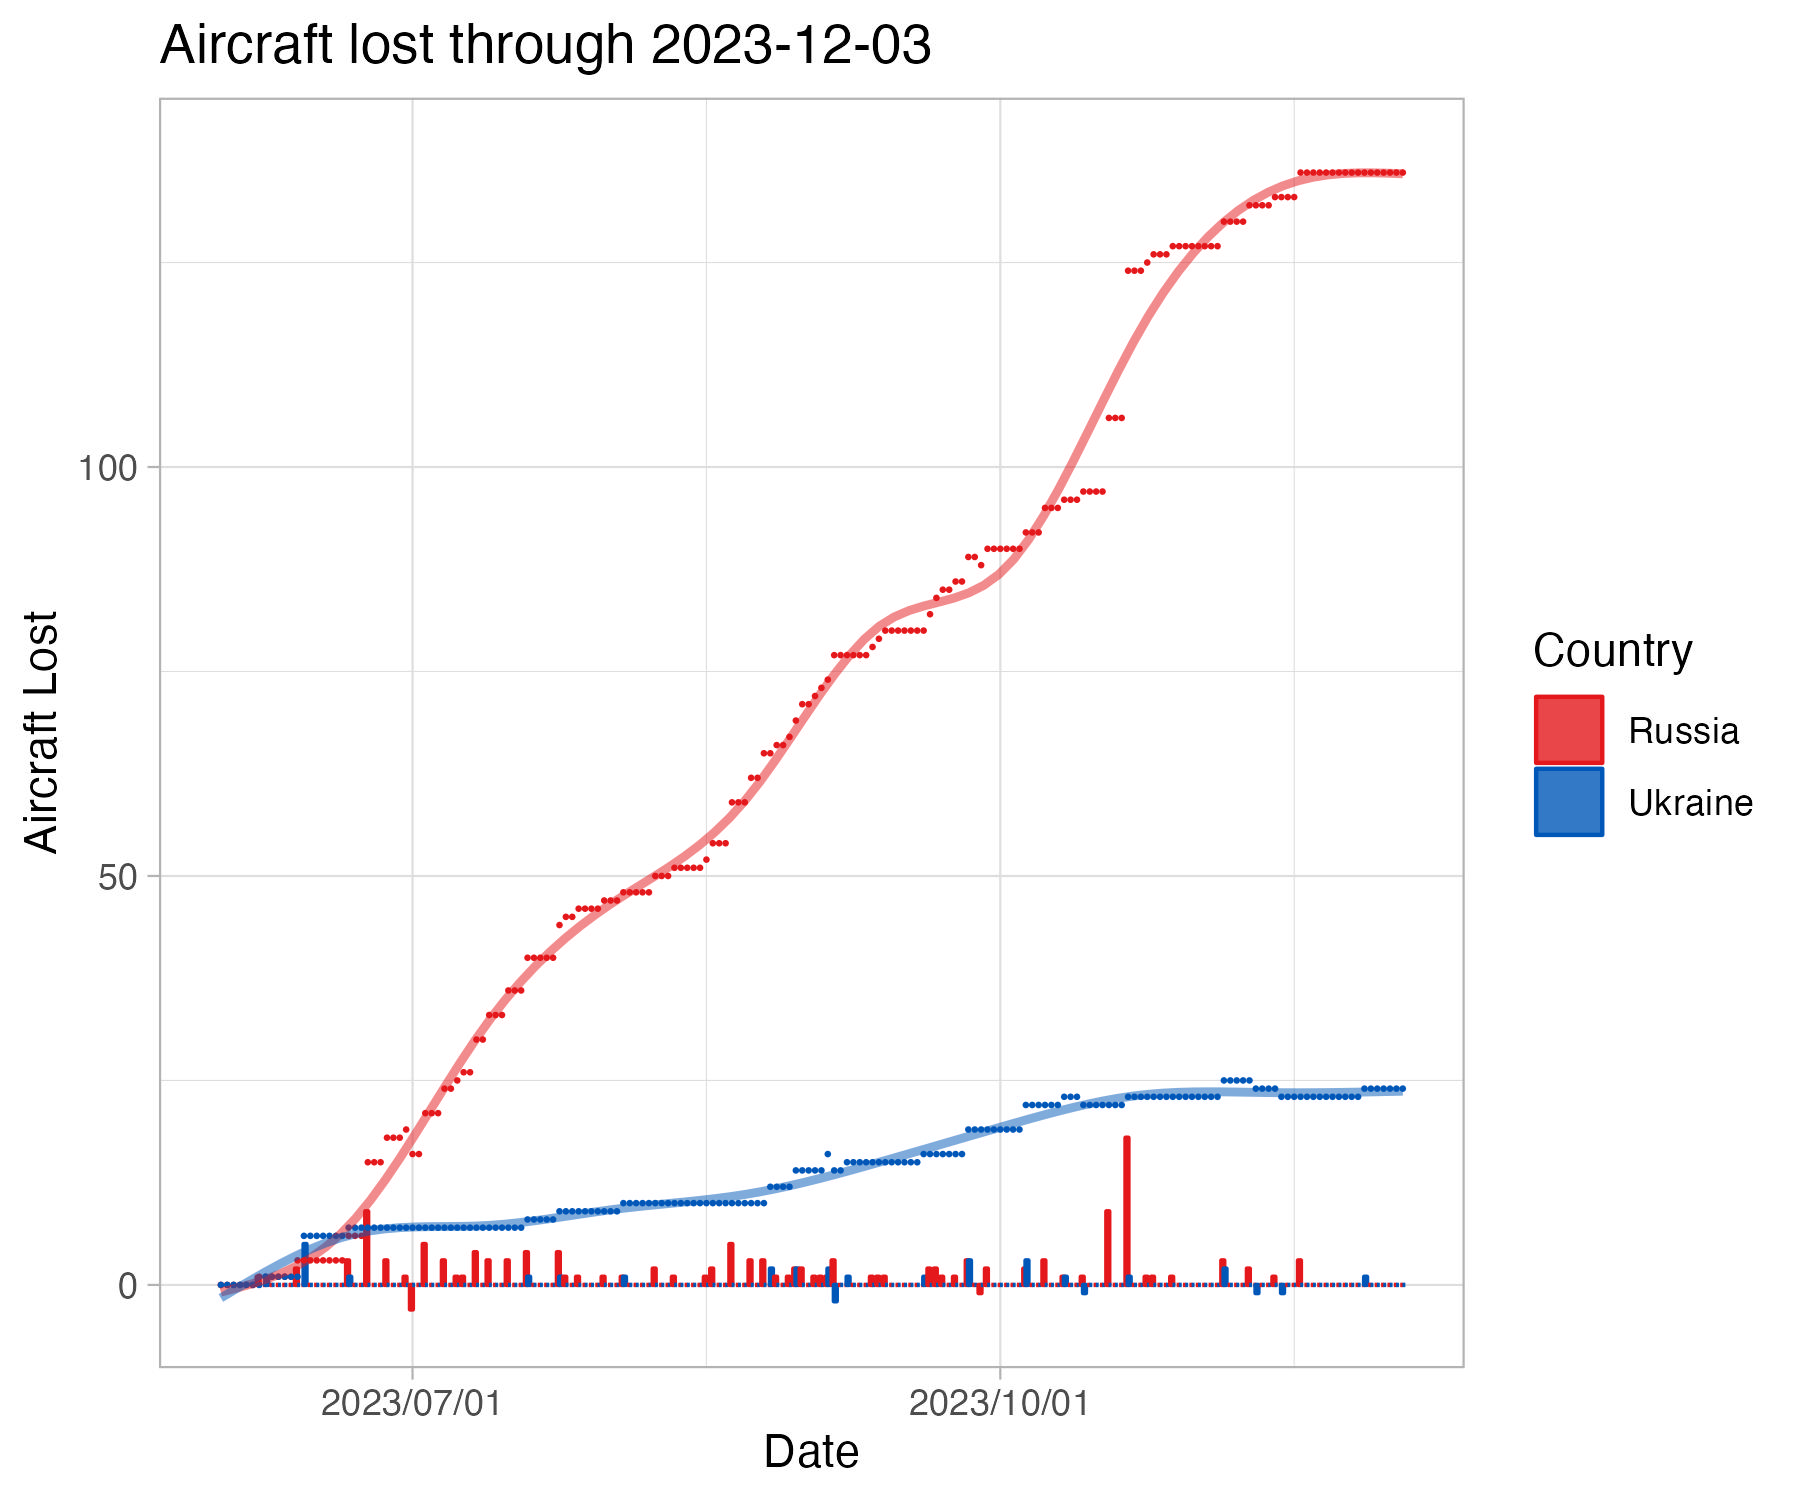 Aircraft lost through 2023-12-03
Aircraft Lost
100
50
0
2023/07/01
2023/10/01
Date
Country
Russia
Ukraine